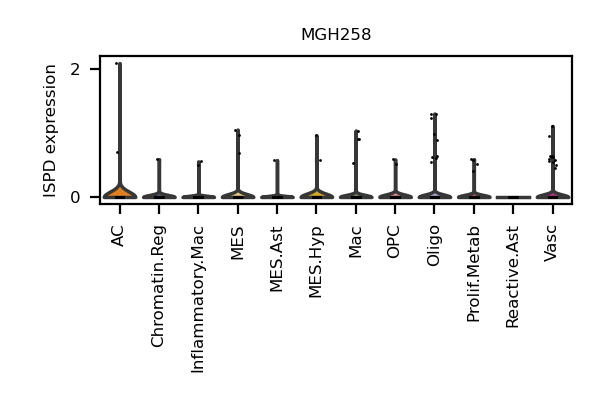 MGH258
ISPD expression
2
0
AC
Chromatin.Reg
Inflammatory.Mac
MES
MES.Ast
MES.Hyp
Mac
OPC
Oligo
Prolif.Metab
Reactive.Ast
Vasc